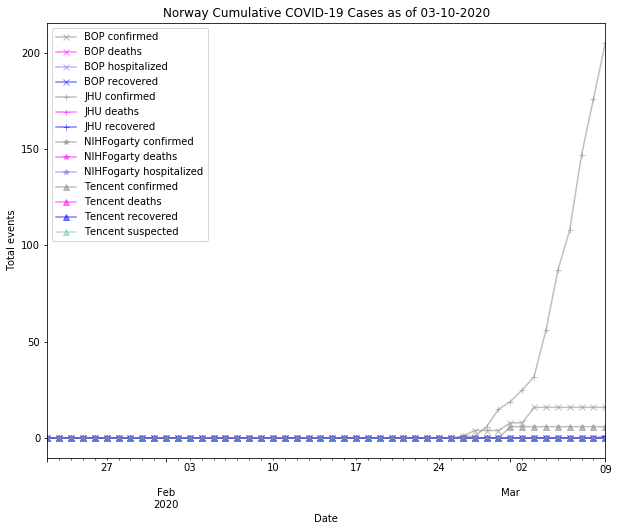 Norway Cumulative COVID-19 Cases as of 03-10-2020
BOP confirmed
BOP deaths
BOP hospitalized
BOP recovered
JHU confirmed
JHU deaths
JHU recovered
NIHFogarty confirmed
NIHFogarty deaths
NIHFogarty hospitalized
Tencent confirmed
Tencent deaths
Tencent recovered
Tencent suspected
200
150
100
50
0
Total events
27 03 10 17 24 02 09
Feb Mar
2020
Date